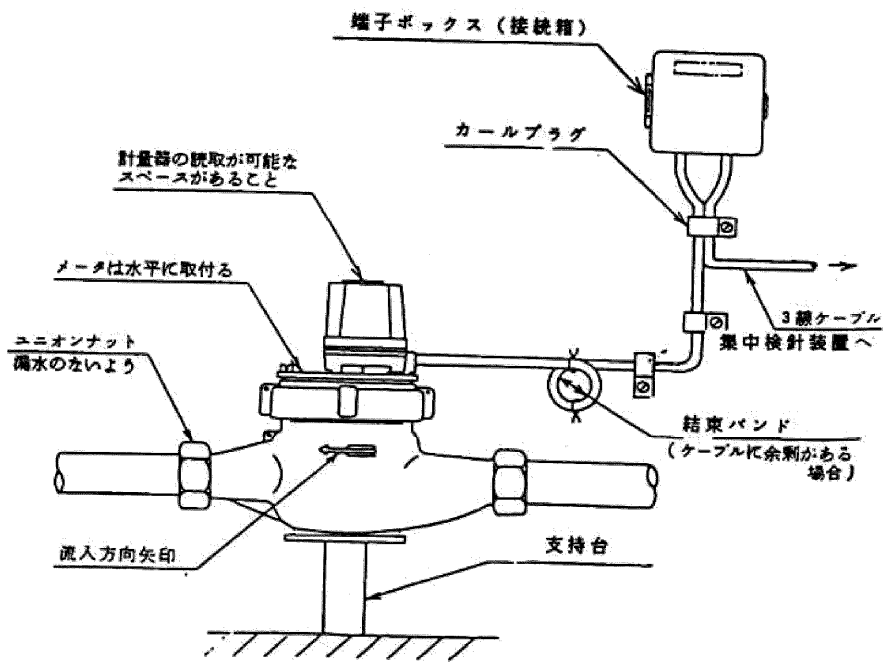 端子ボックス（接続箱）
カールプラグ
計量器の読取が可能な
スペースがあること
メータは水平に取付る
ユニオンナット
漏水のないよう
3線ケーブル
集中検針装置へ
結束バンド
（ケーブルに余剰がある
場合）
流入方向矢印
支持台